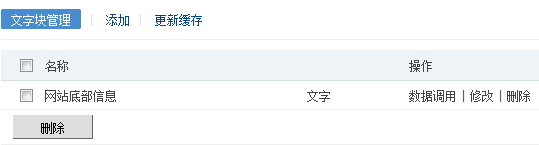 文字块管理 | 添加 | 更新缓存
名称 操作
网站底部信息 文字 数据调用 | 修改 | 删除
删除